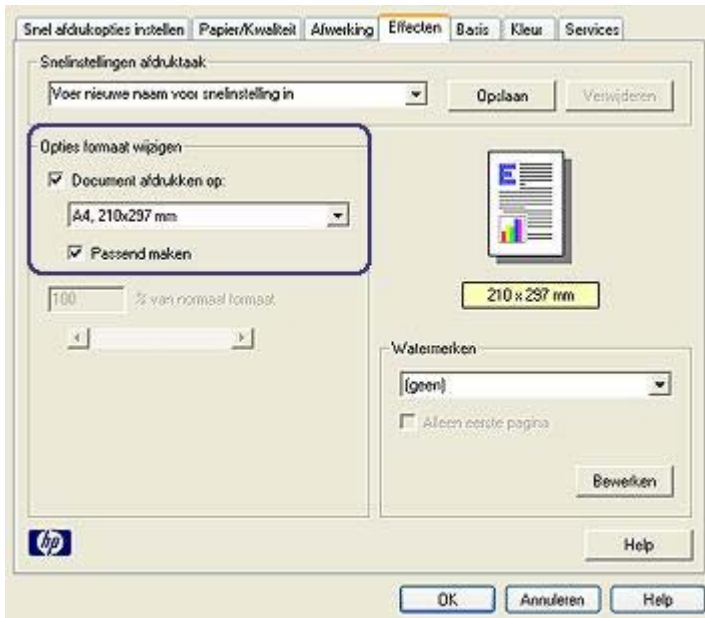 Snel afdrukopties instellen Papier/Kwaliteit Afwerking Effecten Basis Kleur Services
Snelinstellingen afdruktaak
Voer nieuwe naam voor snelinstelling in Opslaan Verwijderen
Opties formaat wijzigen
Document afdrukken op:
A4, 210x297 mm
Passend maken
E
210 x 297 mm
100 % van normaal formaat
Watermerken
(geen)
Alleen eerste pagina
Bewerken
hp
Help
OK Annuleren Help